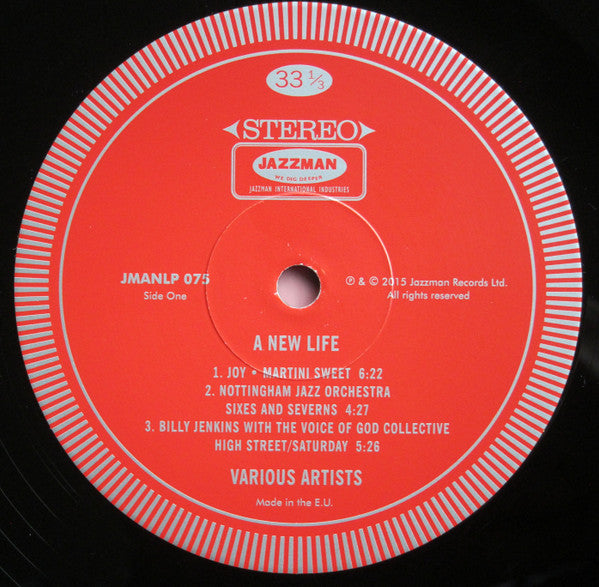 33 1/3
STEREO
JAZZMAN
WE DIG DEEPER
JAZZMAN INTERNATIONAL INDUSTRIES
JMANLP 075
Side One
℗ & © 2015 Jazzman Records Ltd.
All rights reserved
A NEW LIFE
1. JOY • MARTINI SWEET 6:22
2. NOTTINGHAM JAZZ ORCHESTRA
SIXES AND SEVERNS 4:27
3. BILLY JENKINS WITH THE VOICE OF GOD COLLECTIVE
HIGH STREET/SATURDAY 5:26
VARIOUS ARTISTS
Made in the E.U.